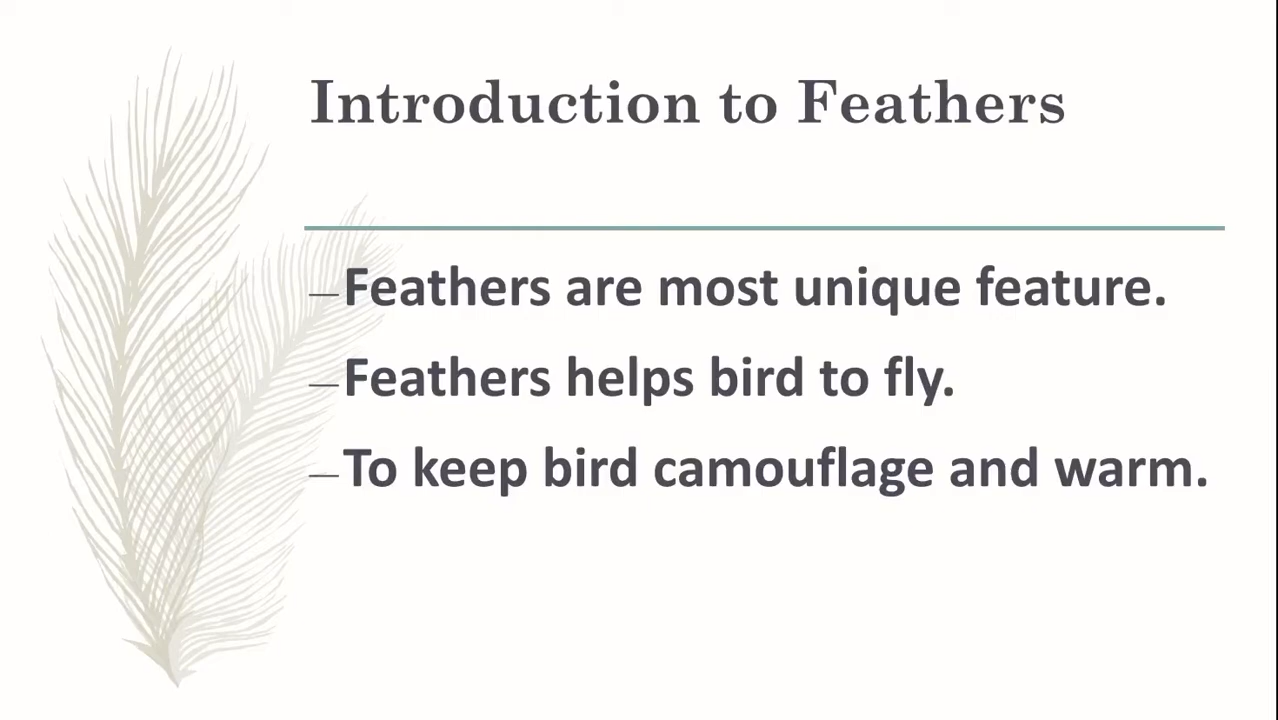 Introduction to Feathers
–Feathers are most unique feature.
–Feathers helps bird to fly.
–To keep bird camouflage and warm.